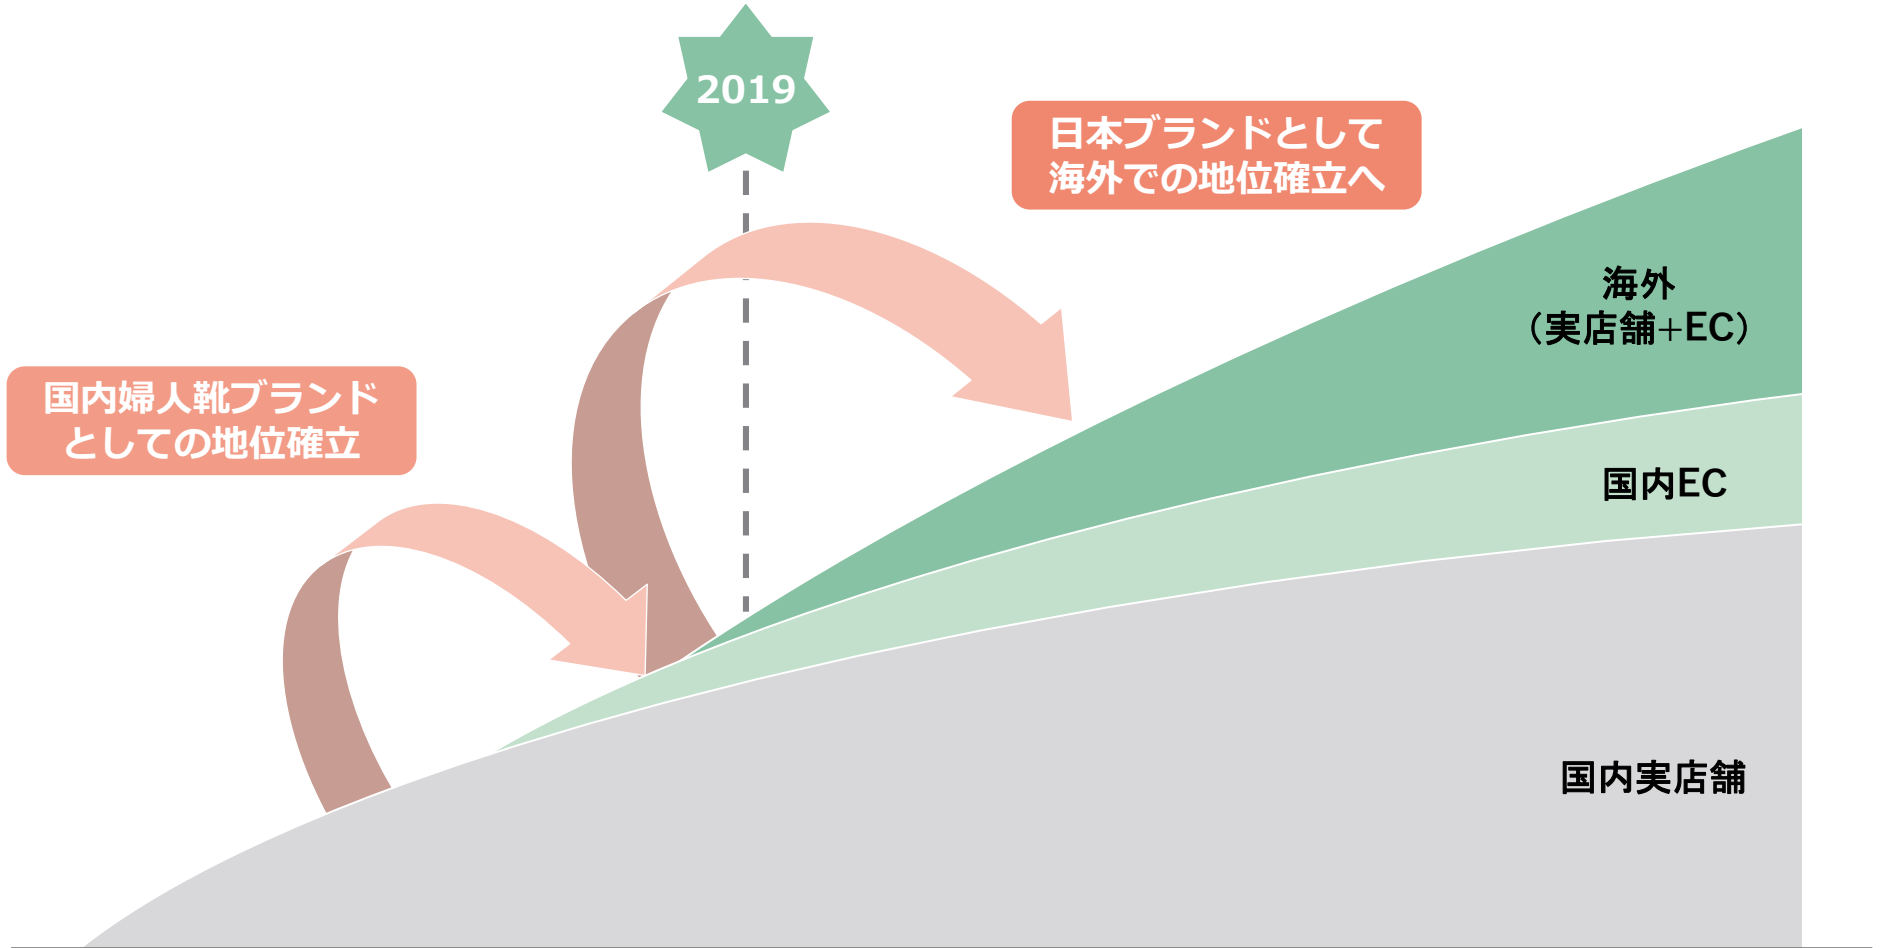 2019
日本ブランドとして
海外での地位確立へ
国内婦人靴ブランド
としての地位確立
海外
（実店舗+EC）
国内EC
国内実店舗